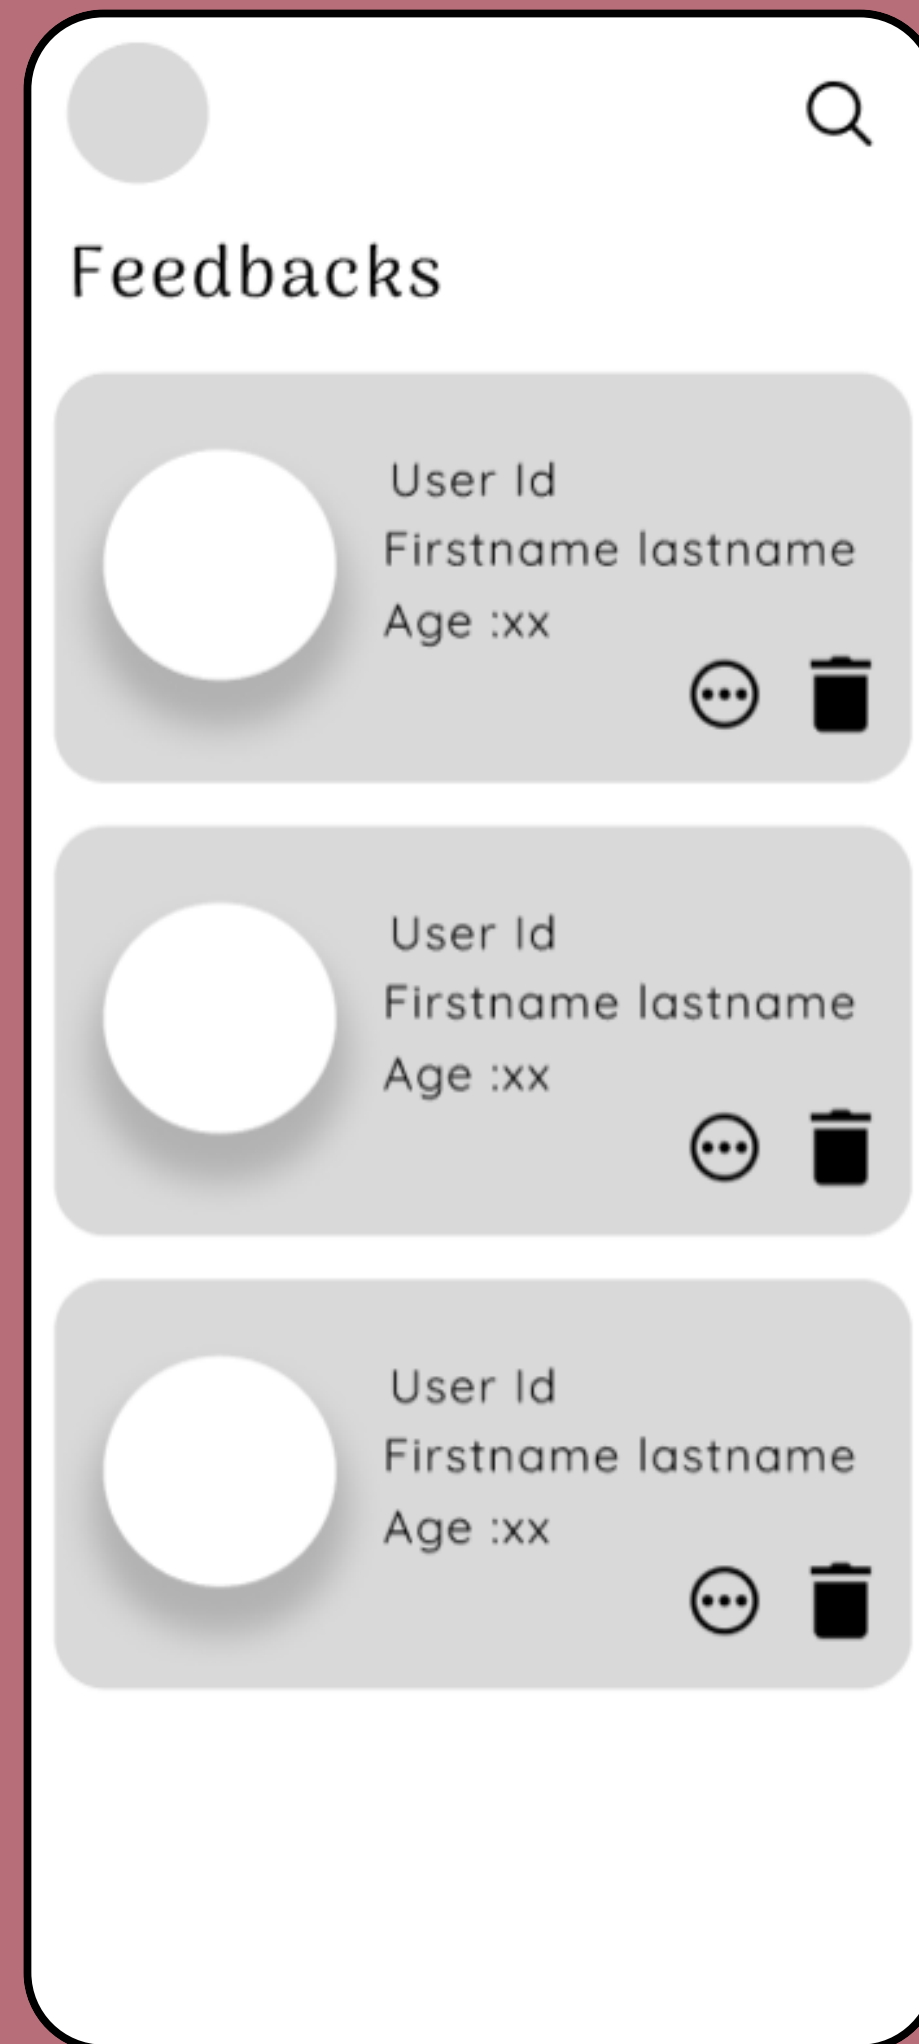 Feedbacks
User Id
Firstname lastname
Age :xx
User Id
Firstname lastname
Age :xx
User Id
Firstname lastname
Age :xx